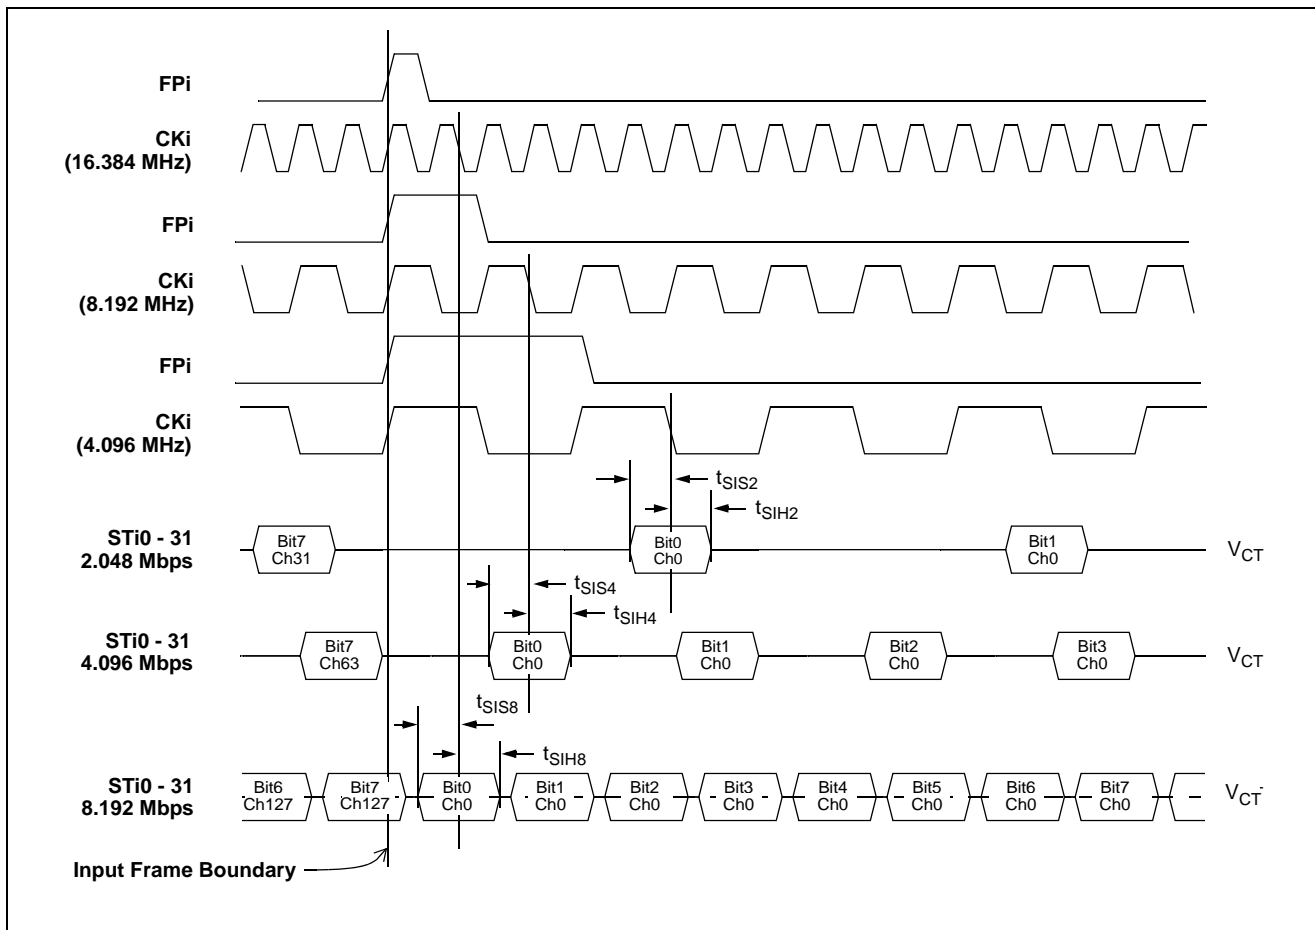 FPi
CKi
(16.384 MHz)
FPi
CKi
(8.192 MHz)
FPi
CKi
(4.096 MHz)
tSIS2
tSIH2
STi0 - 31
2.048 Mbps
Bit7
Ch31
Bit0
Ch0
Bit1
Ch0
VCT
tSIS4
tSIH4
STi0 - 31
4.096 Mbps
Bit7
Ch63
Bit0
Ch0
Bit1
Ch0
Bit2
Ch0
Bit3
Ch0
VCT
tSIS8
tSIH8
STi0 - 31
8.192 Mbps
Bit6
Ch127
Bit7
Ch127
Bit0
Ch0
Bit1
Ch0
Bit2
Ch0
Bit3
Ch0
Bit4
Ch0
Bit5
Ch0
Bit6
Ch0
Bit7
Ch0
VCT
Input Frame Boundary